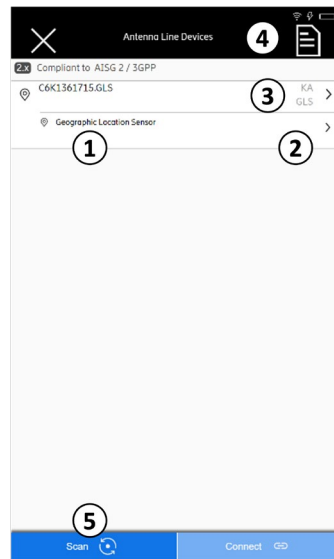 Antenna Line Devices
4
2.x Compliant to AISG 2 / 3GPP
C6K1361715.GLS
3
KA
GLS
Geographic Location Sensor
1
2
5
Scan
Connect